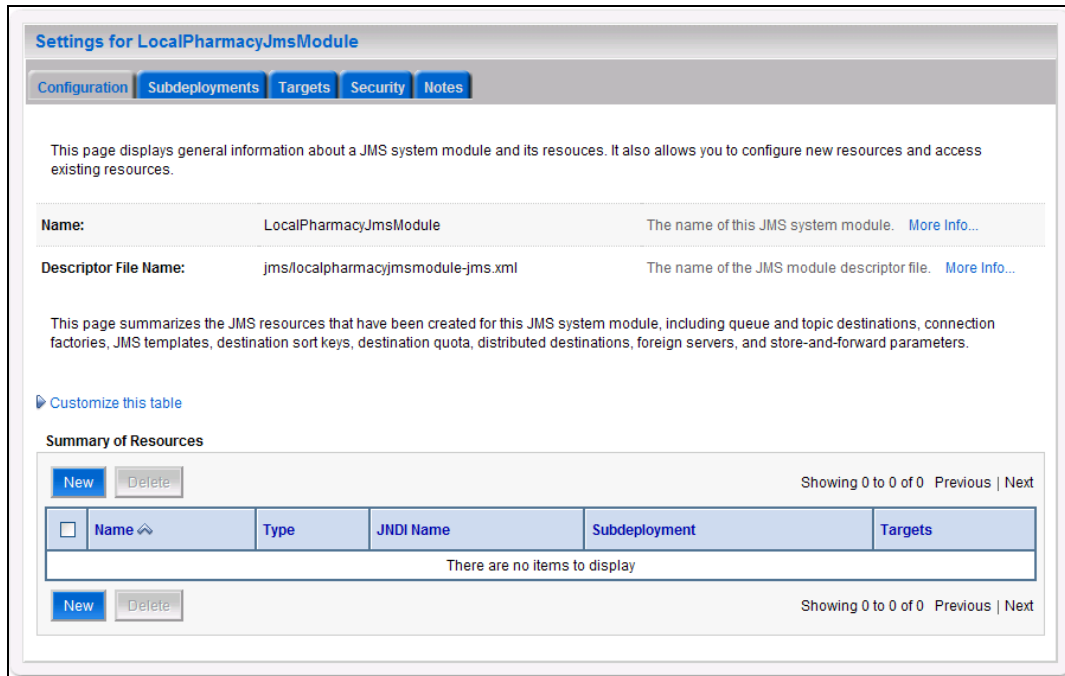 Settings for LocalPharmacyJmsModule
Configuration Subdeployments Targets Security Notes
This page displays general information about a JMS system module and its resouces. It also allows you to configure new resources and access
existing resources.
Name: LocalPharmacyJmsModule The name of this JMS system module. More Info...
Descriptor File Name: jms/localpharmacyjmsmodule-jms.xml The name of the JMS module descriptor file. More Info...
This page summarizes the JMS resources that have been created for this JMS system module, including queue and topic destinations, connection
factories, JMS templates, destination sort keys, destination quota, distributed destinations, foreign servers, and store-and-forward parameters.
Customize this table
Summary of Resources
New Delete Showing 0 to 0 of 0 Previous | Next
Name Type JNDI Name Subdeployment Targets
There are no items to display
New Delete Showing 0 to 0 of 0 Previous | Next